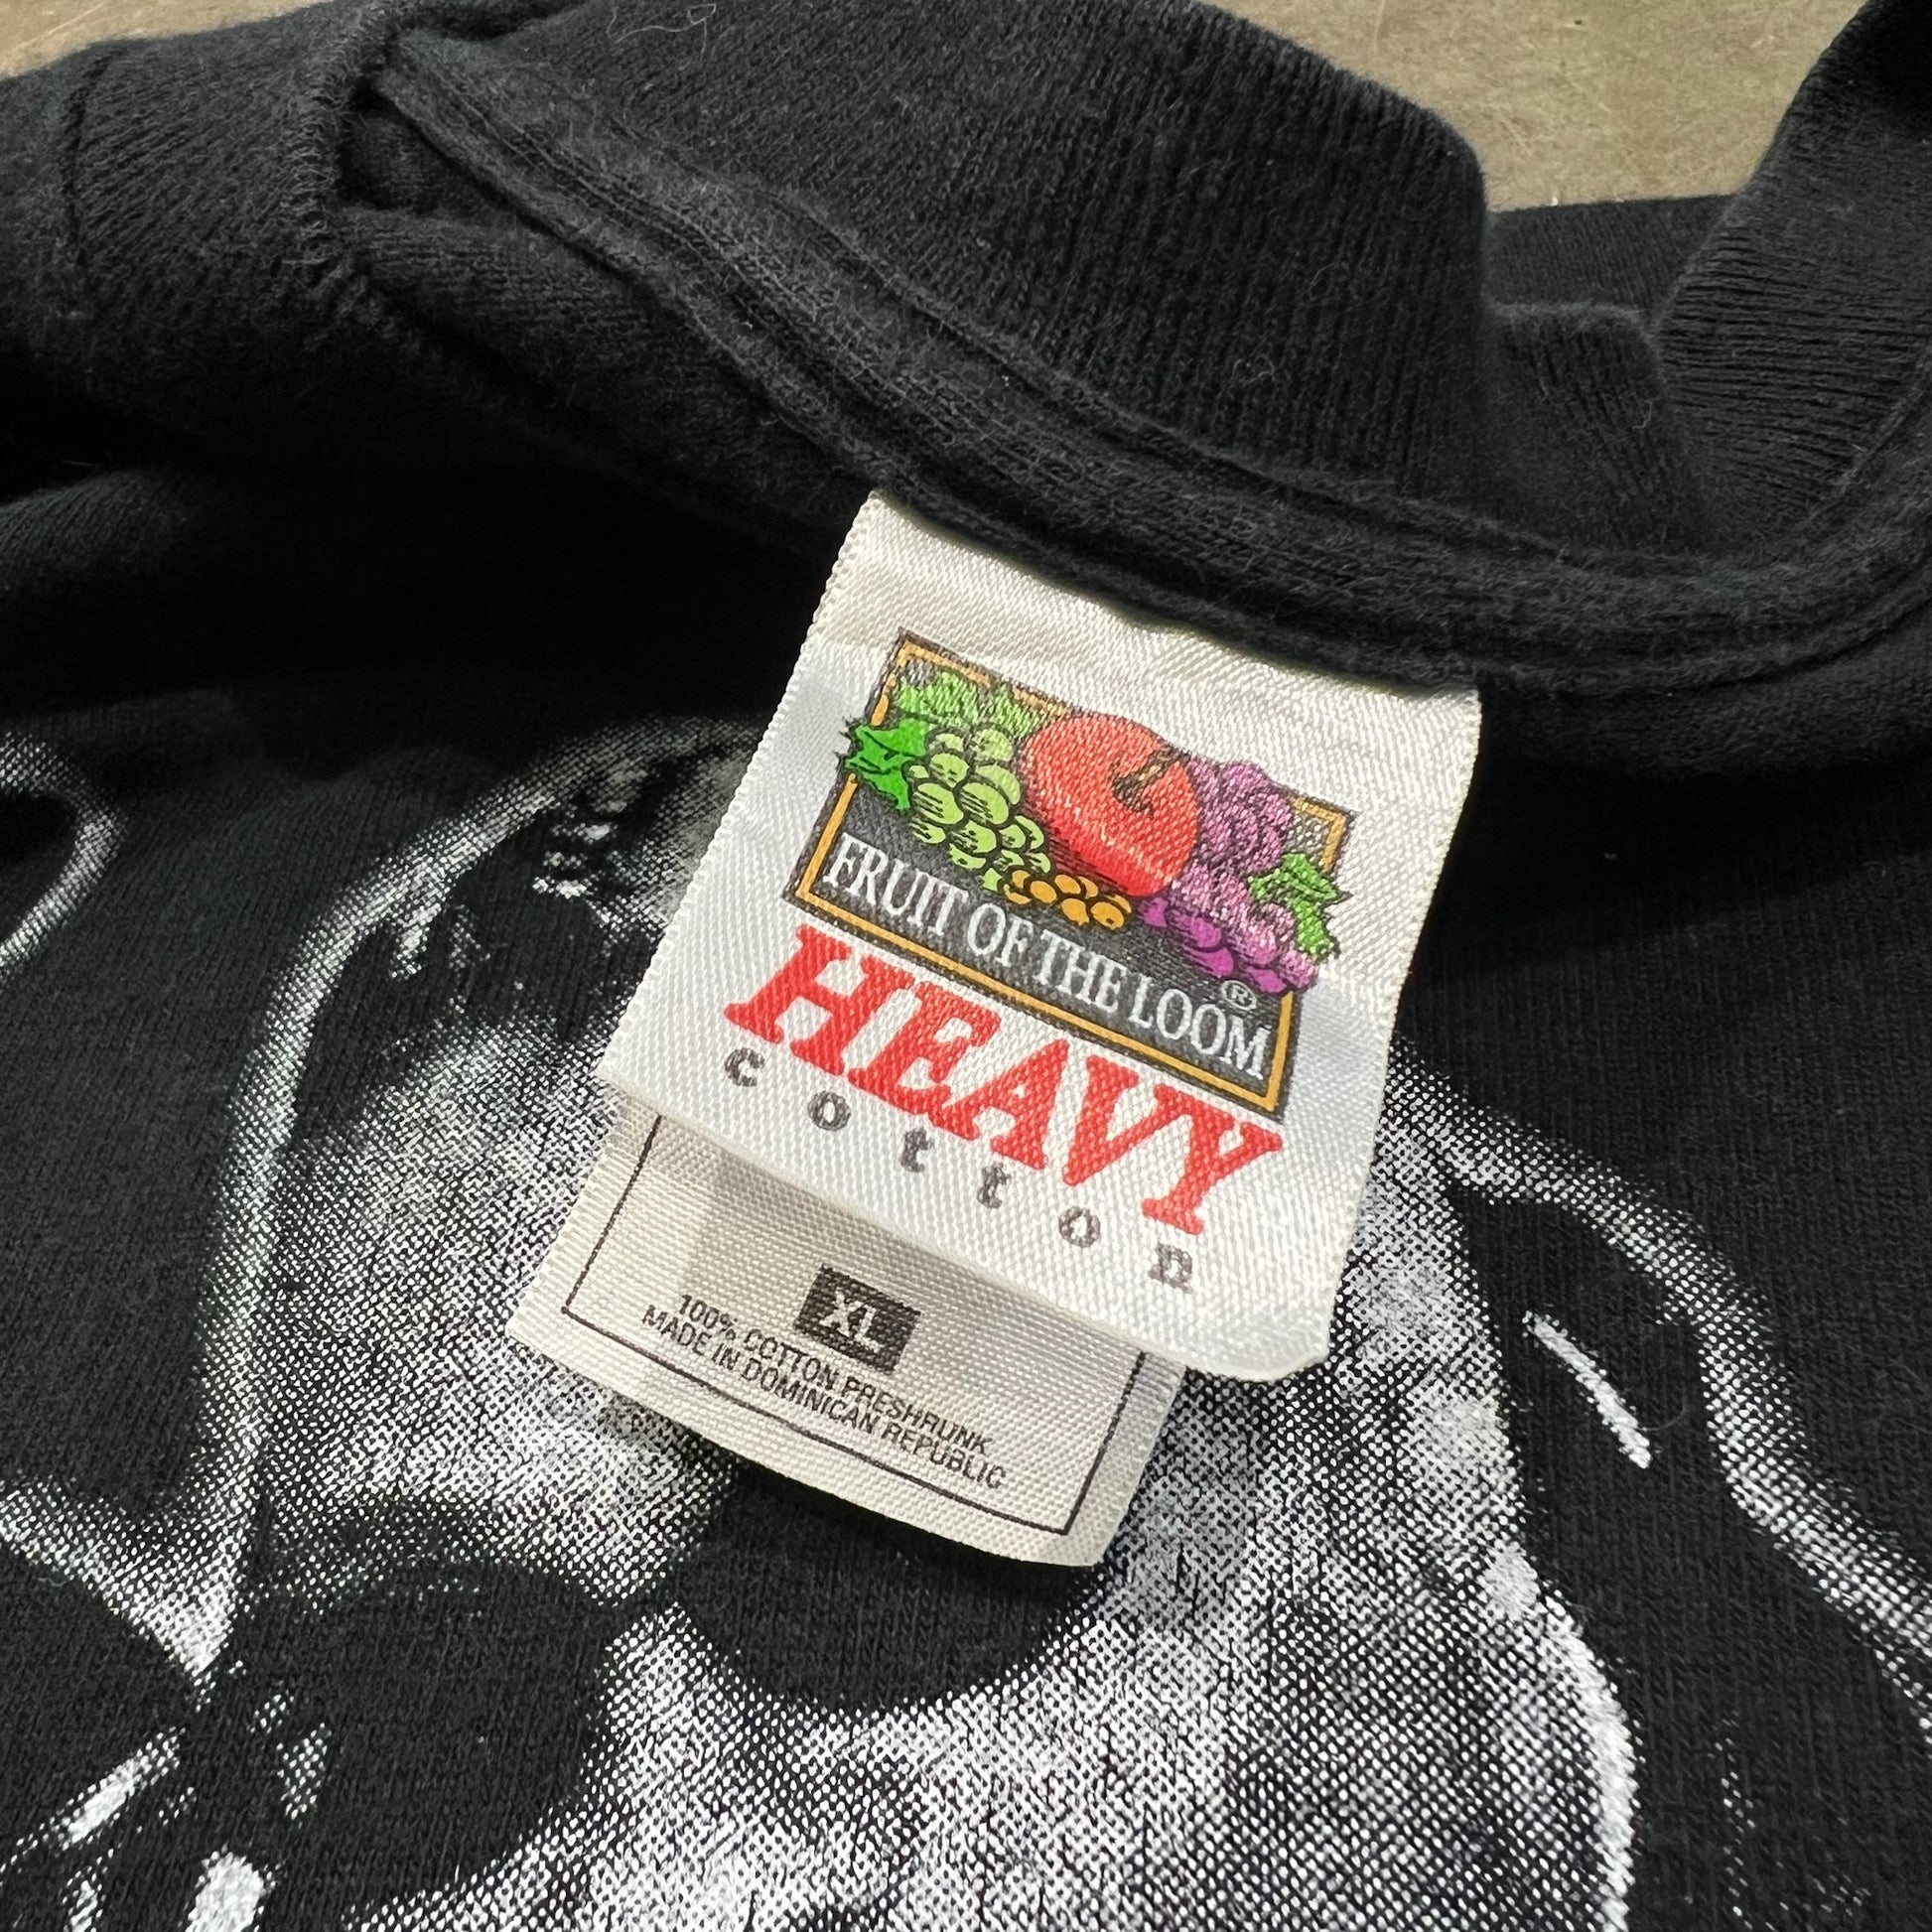 FRUIT OF THE LOOM®
HEAVY
cotton
XL
100% COTTON PRESHRUNK
MADE IN DOMINICAN REPUBLIC